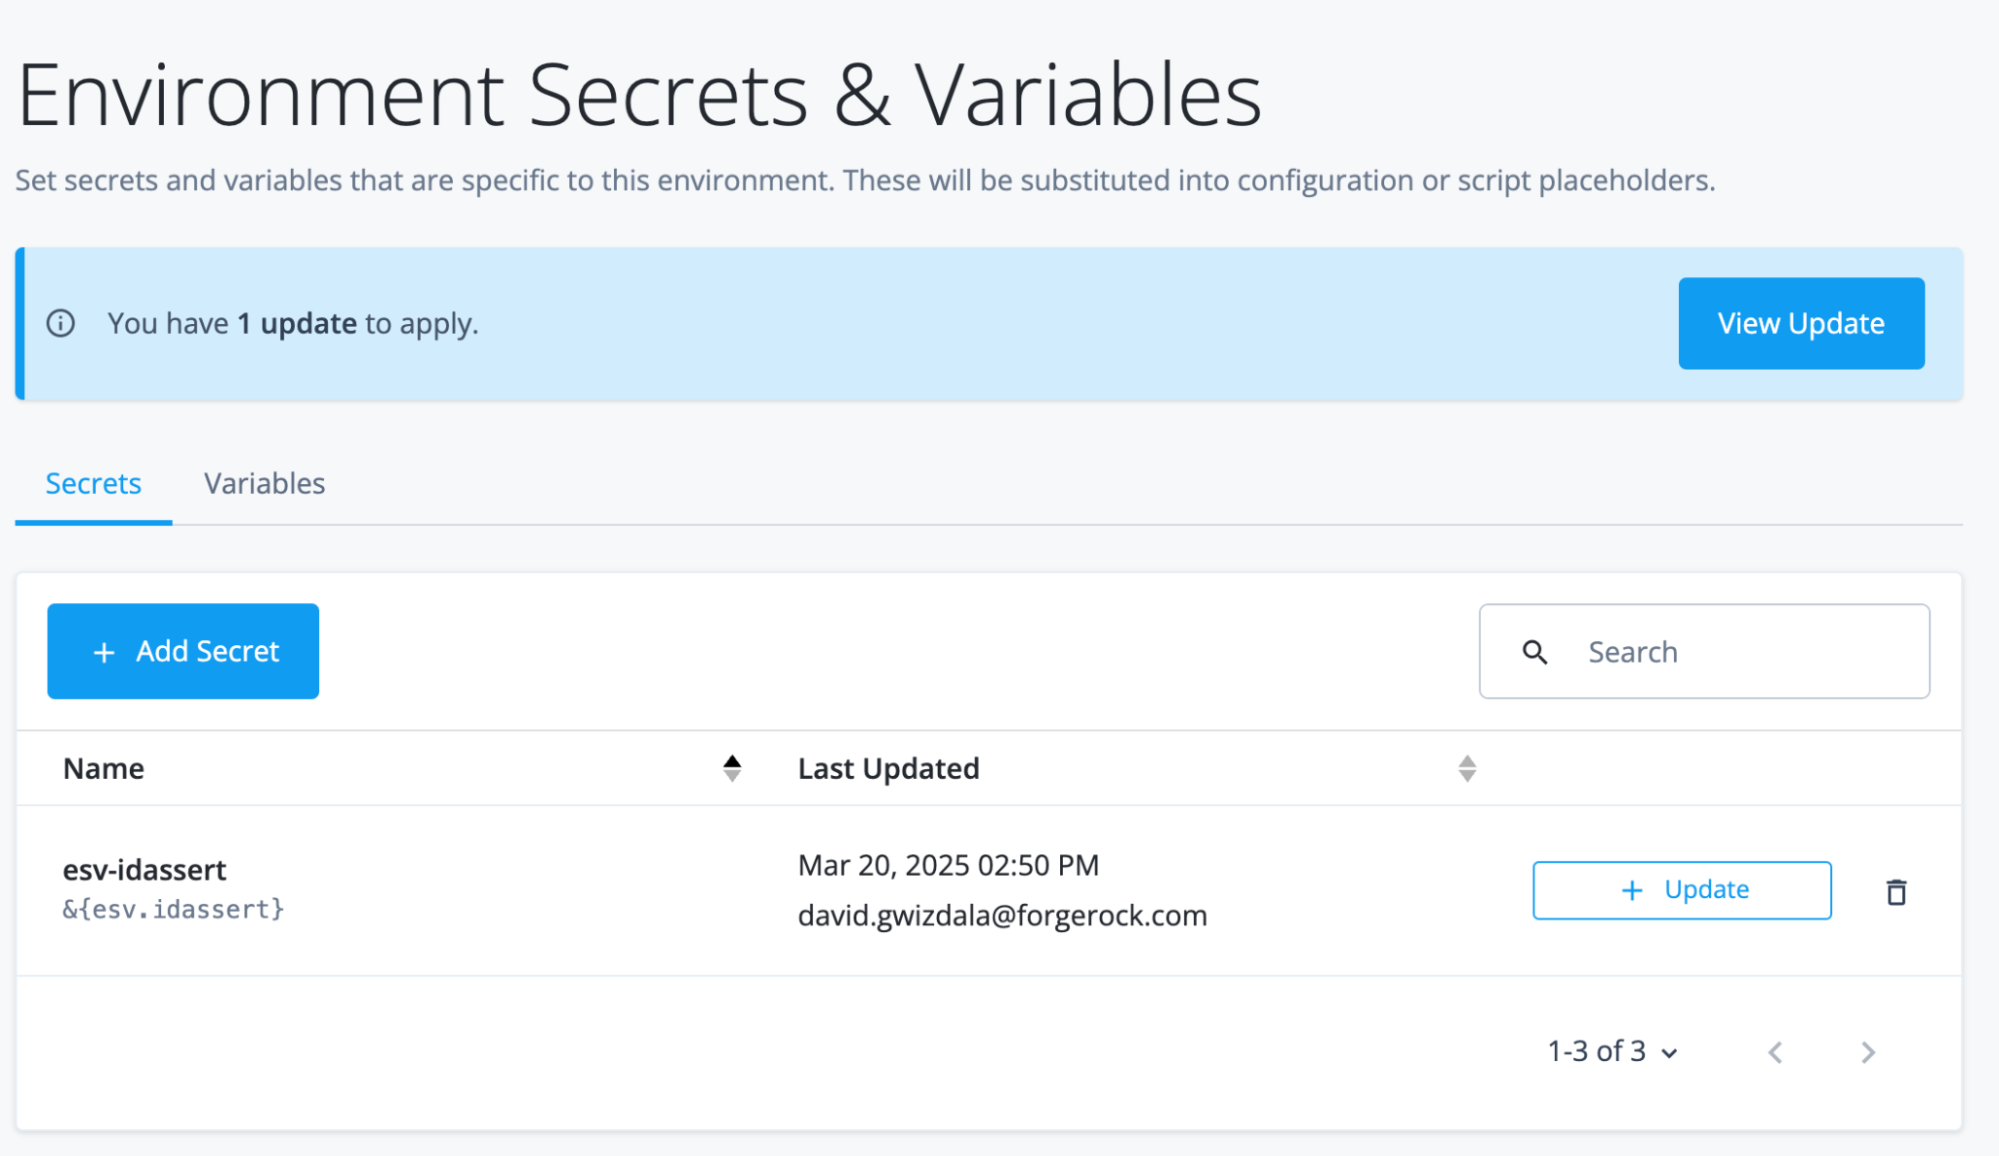 Environment Secrets & Variables
Set secrets and variables that are specific to this environment. These will be substituted into configuration or script placeholders.
You have 1 update to apply.
View Update
Secrets
Variables
+ Add Secret
Search
Name
Last Updated
esv-idassert
&{esv.idassert}
Mar 20, 2025 02:50 PM
david.gwizdala@forgerock.com
+ Update
1-3 of 3